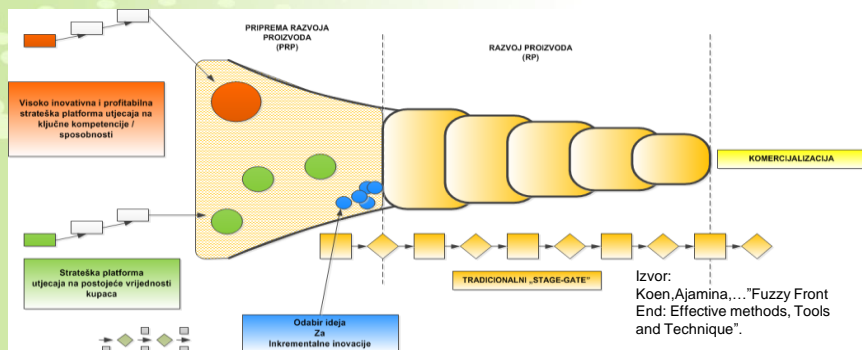 PRIPREMA RAZVOJA
PROIZVODA
(PRP)
RAZVOJ PROIZVODA
(RP)
Visoko inovativna i profitabilna
strateška platforma utjecaja na
ključne kompetencije /
sposobnosti
KOMERCIJALIZACIJA
Strateška platforma
utjecaja na postojeće vrijednosti
kupaca
TRADICIONALNI „STAGE-GATE"
Odabir ideja
Za
Inkrementalne inovacije
Izvor:
Koen,Ajamina,…"Fuzzy Front
End: Effective methods, Tools
and Technique".